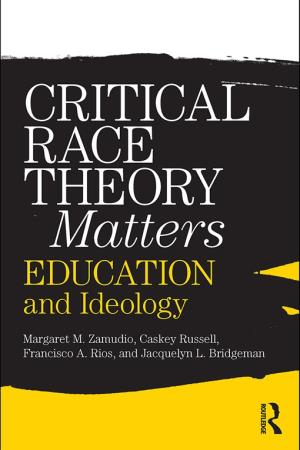 CRITICAL
RACE
THEORY
Matters
EDUCATION
and Ideology
Margaret M. Zamudio, Caskey Russell,
Francisco A. Rios, and Jacquelyn L. Bridgeman
ROUTLEDGE